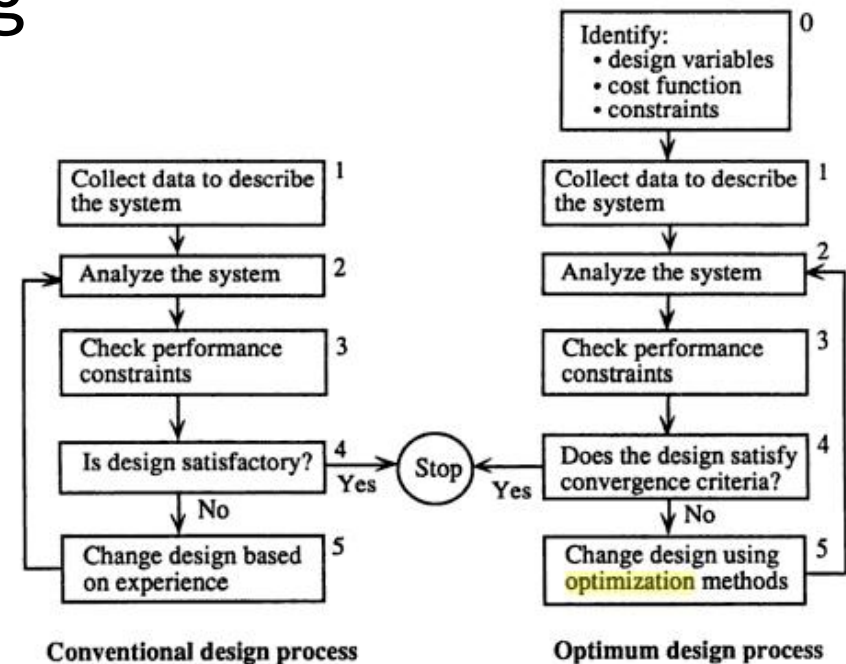 g
0
Identify:
• design variables
• cost function
• constraints
1
Collect data to describe
the system
2
Analyze the system
3
Check performance
constraints
4
Is design satisfactory?
Yes
No
5
Change design based
on experience
Conventional design process
Stop
1
Collect data to describe
the system
2
Analyze the system
3
Check performance
constraints
4
Does the design satisfy
convergence criteria?
Yes
No
5
Change design using
optimization methods
Optimum design process